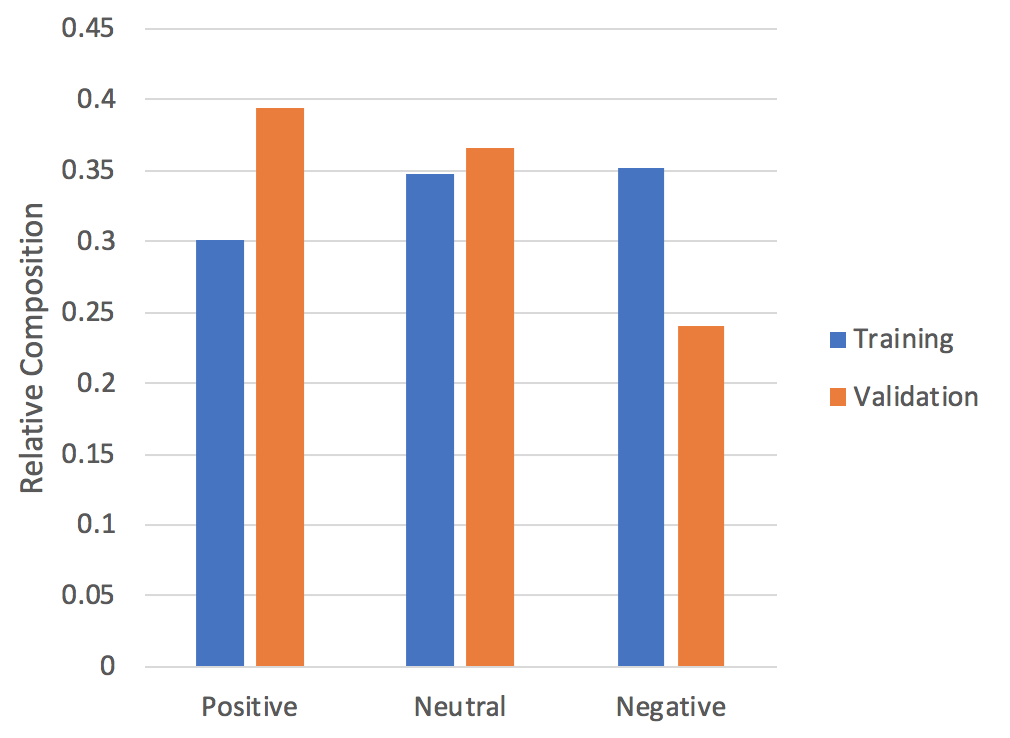 0.45
0.4
0.35
0.3
0.25
0.2
0.15
0.1
0.05
0
Relative Composition
Positive
Neutral
Negative
Training
Validation